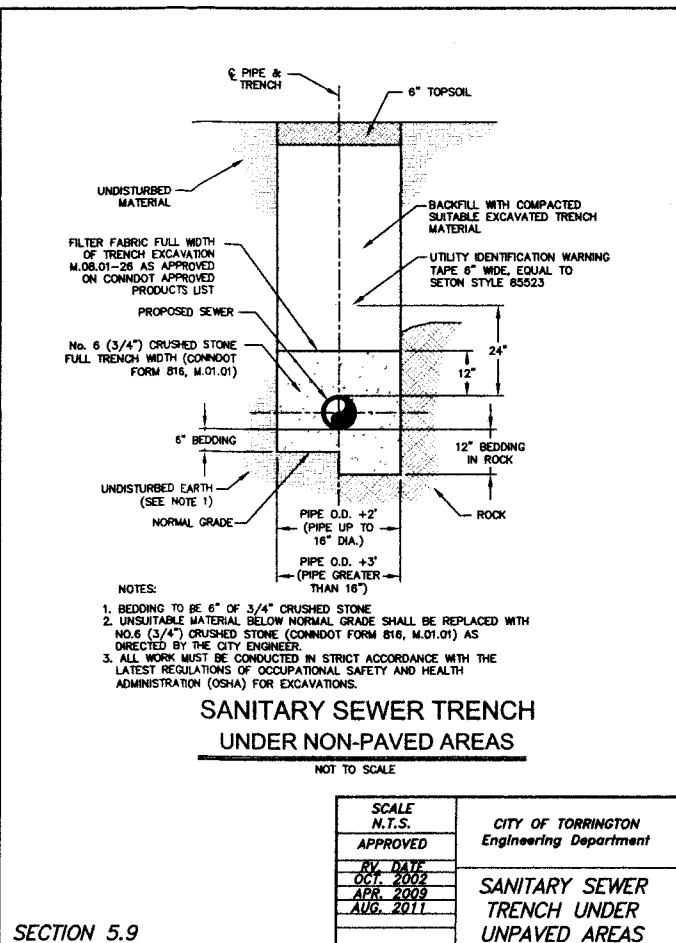 ℄ PIPE &
TRENCH
6" TOPSOIL
UNDISTURBED
MATERIAL
BACKFILL WITH COMPACTED
SUITABLE EXCAVATED TRENCH
MATERIAL
FILTER FABRIC FULL WIDTH
OF TRENCH EXCAVATION
M.08.01-26 AS APPROVED
ON CONNDOT APPROVED
PRODUCTS LIST
UTILITY IDENTIFICATION WARNING
TAPE 6" WIDE, EQUAL TO
SETON STYLE 85523
PROPOSED SEWER
No. 6 (3/4") CRUSHED STONE
FULL TRENCH WIDTH (CONNDOT
FORM 816, M.01.01)
24"
12"
6" BEDDING
12" BEDDING
IN ROCK
UNDISTURBED EARTH
(SEE NOTE 1)
NORMAL GRADE
ROCK
PIPE O.D. +2'
(PIPE UP TO
16" DIA.)
PIPE O.D. +3'
(PIPE GREATER
THAN 16")
NOTES:
1. BEDDING TO BE 6" OF 3/4" CRUSHED STONE
2. UNSUITABLE MATERIAL BELOW NORMAL GRADE SHALL BE REPLACED WITH
NO.6 (3/4") CRUSHED STONE (CONNDOT FORM 816, M.01.01) AS
DIRECTED BY THE CITY ENGINEER.
3. ALL WORK MUST BE CONDUCTED IN STRICT ACCORDANCE WITH THE
LATEST REGULATIONS OF OCCUPATIONAL SAFETY AND HEALTH
ADMINISTRATION (OSHA) FOR EXCAVATIONS.
SANITARY SEWER TRENCH
UNDER NON-PAVED AREAS
NOT TO SCALE
SCALE
N.T.S.
APPROVED
RV. DATE
OCT. 2002
APR. 2009
AUG. 2011
CITY OF TORRINGTON
Engineering Department
SANITARY SEWER
TRENCH UNDER
UNPAVED AREAS
SECTION 5.9